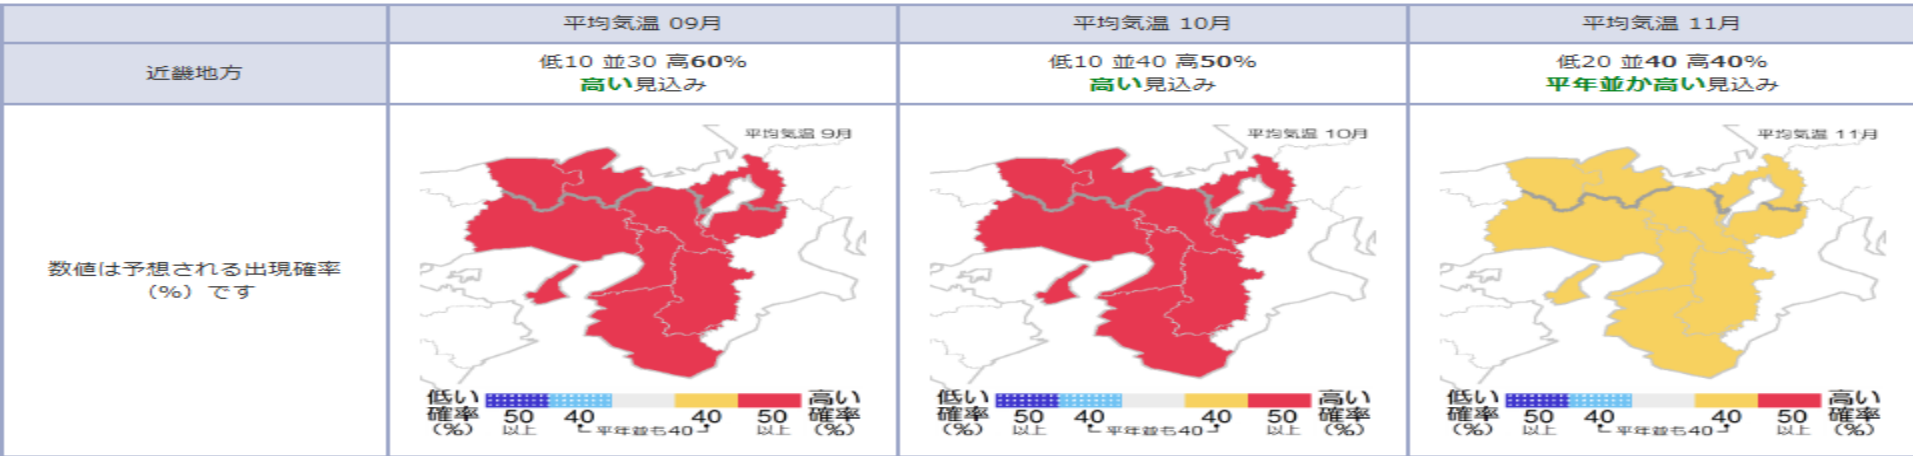 平均気温 09月
平均気温 10月
平均気温 11月
近畿地方
低10 並30 高60%
高い見込み
低10 並40 高50%
高い見込み
低20 並40 高40%
平年並か高い見込み
数値は予想される出現確率
（%）です
平均気温 9月
低い
確率
(%)
50
以上
40
平年並も40
40
50
以上
高い
確率
(%)
平均気温 10月
低い
確率
(%)
50
以上
40
平年並も40
40
50
以上
高い
確率
(%)
平均気温 11月
低い
確率
(%)
50
以上
40
平年並も40
40
50
以上
高い
確率
(%)